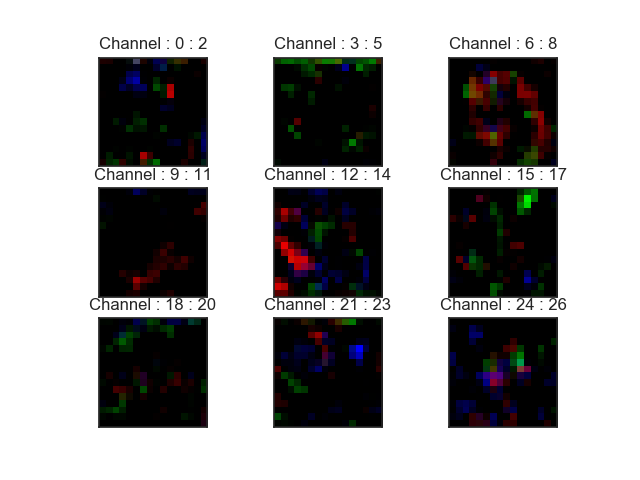 Channel : 0 : 2
Channel : 3 : 5
Channel : 6 : 8
Channel : 9 : 11
Channel : 12 : 14
Channel : 15 : 17
Channel : 18 : 20
Channel : 21 : 23
Channel : 24 : 26